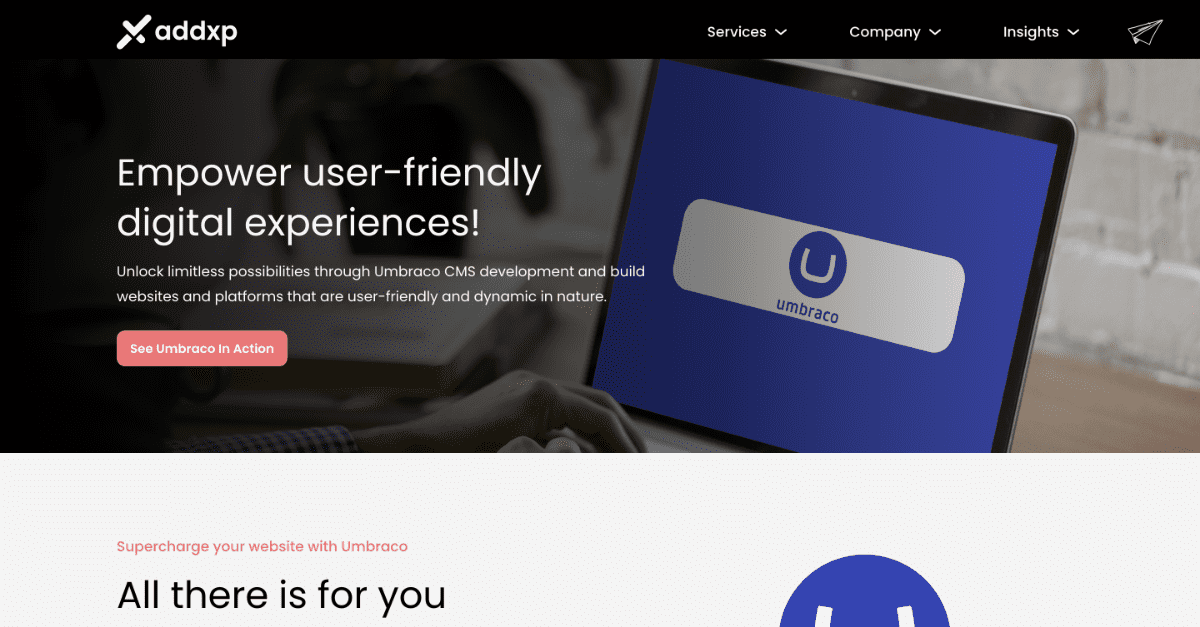 addxp
Services
Company
Insights
Empower user-friendly
digital experiences!
Unlock limitless possibilities through Umbraco CMS development and build
websites and platforms that are user-friendly and dynamic in nature.
See Umbraco In Action
umbraco
Supercharge your website with Umbraco
All there is for you